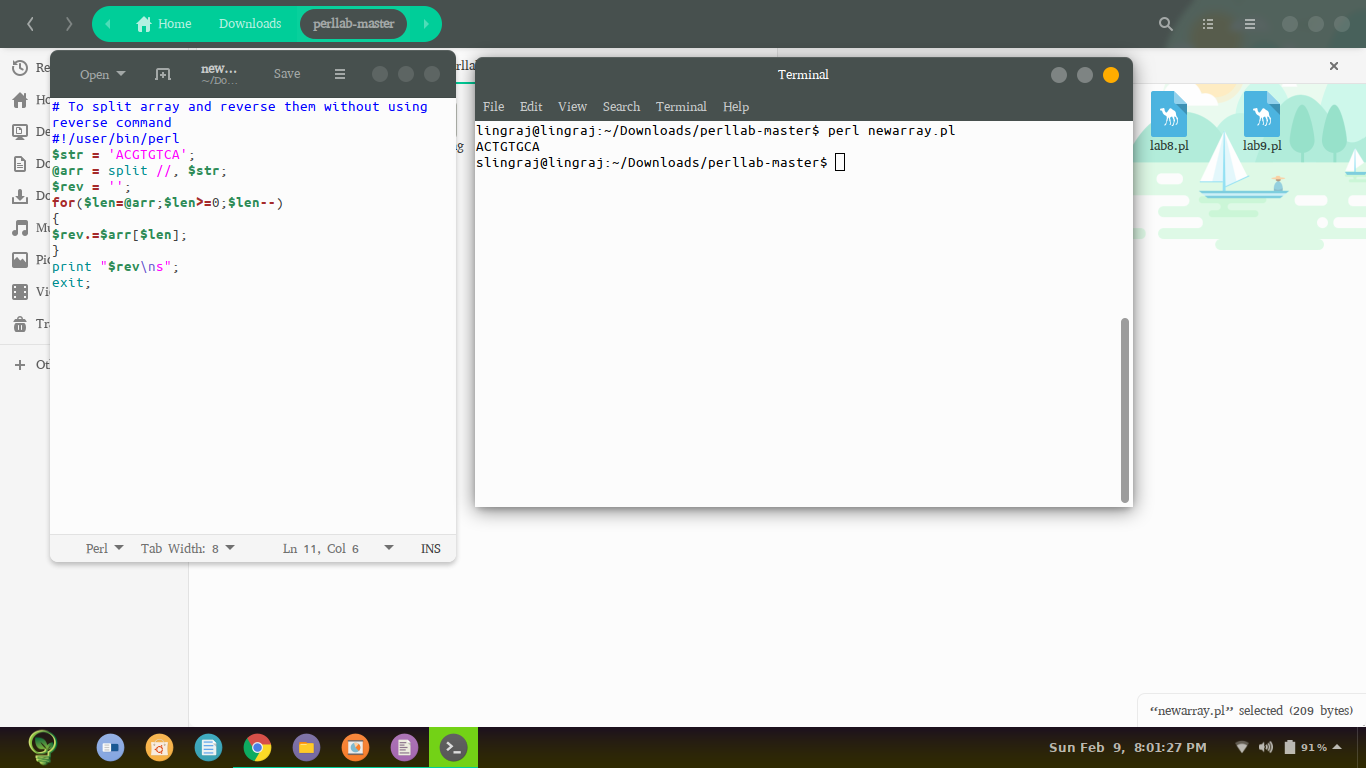 Home Downloads perllab-master
Re
Ho
De
Do
Do
Mu
Pic
Vi
Tra
Ot
Open new... Save
~/Do...
# To split array and reverse them without using
reverse command
#!/user/bin/perl
$str = 'ACGTGTCA';
@arr = split //, $str;
$rev = '';
for($len=@arr;$len>=0;$len--)
{
$rev.=$arr[$len];
}
print "$rev\ns";
exit;
Perl Tab Width: 8 Ln 11, Col 6 INS
rlla
g
Terminal
File Edit View Search Terminal Help
lingraj@lingraj:~/Downloads/perllab-master$ perl newarray.pl
ACTGTGCA
slingraj@lingraj:~/Downloads/perllab-master$
lab8.pl lab9.pl
“newarray.pl” selected (209 bytes)
Sun Feb 9, 8:01:27 PM 91 %